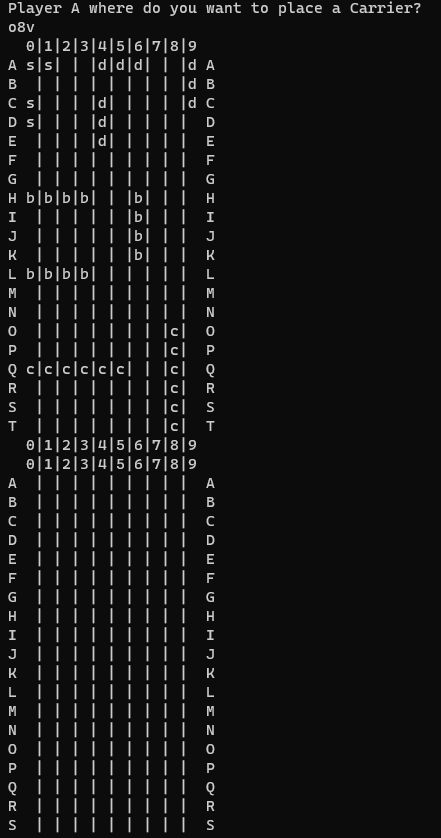 Player A where do you want to place a Carrier?
o8v
  0|1|2|3|4|5|6|7|8|9
A s|s| | |d|d|d| | |d A
B  | | | | | | | | |d B
C s| | | |d| | | | |d C
D s| | | |d| | | | |  D
E  | | | |d| | | | |  E
F  | | | | | | | | |  F
G  | | | | | | | | |  G
H b|b|b|b| | |b| | |  H
I  | | | | | |b| | |  I
J  | | | | | |b| | |  J
K  | | | | | |b| | |  K
L b|b|b|b| | | | | |  L
M  | | | | | | | | |  M
N  | | | | | | | | |  N
O  | | | | | | | |c|  O
P  | | | | | | | |c|  P
Q c|c|c|c|c|c| | |c|  Q
R  | | | | | | | |c|  R
S  | | | | | | | |c|  S
T  | | | | | | | |c|  T
  0|1|2|3|4|5|6|7|8|9
  0|1|2|3|4|5|6|7|8|9
A  | | | | | | | | |  A
B  | | | | | | | | |  B
C  | | | | | | | | |  C
D  | | | | | | | | |  D
E  | | | | | | | | |  E
F  | | | | | | | | |  F
G  | | | | | | | | |  G
H  | | | | | | | | |  H
I  | | | | | | | | |  I
J  | | | | | | | | |  J
K  | | | | | | | | |  K
L  | | | | | | | | |  L
M  | | | | | | | | |  M
N  | | | | | | | | |  N
O  | | | | | | | | |  O
P  | | | | | | | | |  P
Q  | | | | | | | | |  Q
R  | | | | | | | | |  R
S  | | | | | | | | |  S